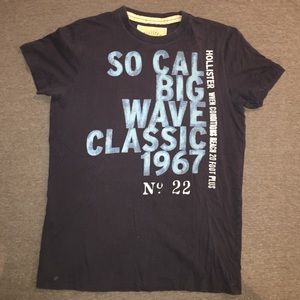 SO CAL
BIG
WAVE
CLASSIC
1967
Nº 22
HOLLISTER WHEN CONDITIONS REACH 20 FOOT PLUS